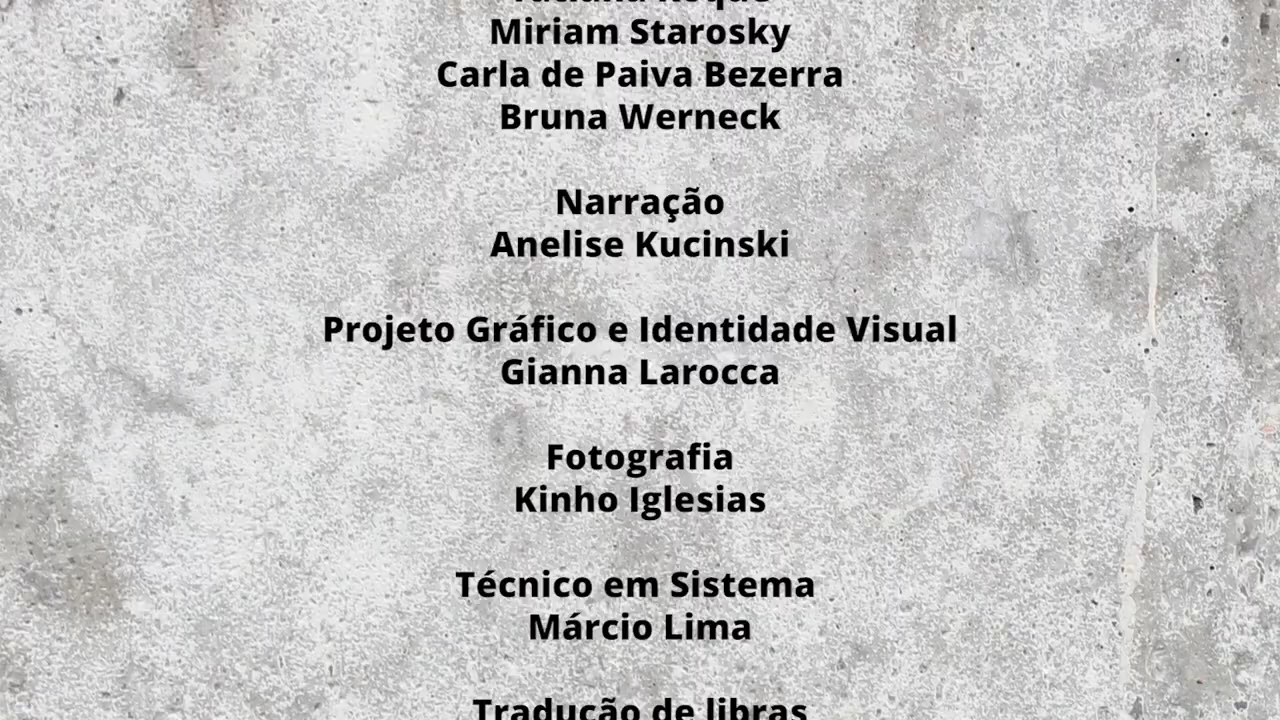 Miriam Starosky
Carla de Paiva Bezerra
Bruna Werneck
Narração
Anelise Kucinski
Projeto Gráfico e Identidade Visual
Gianna Larocca
Fotografia
Kinho Iglesias
Técnico em Sistema
Márcio Lima
Tradução de libras